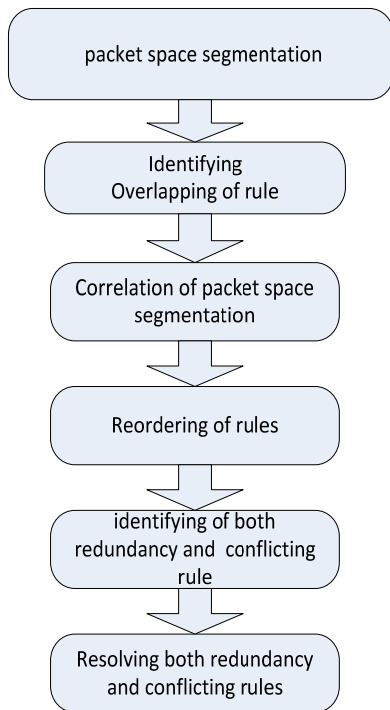 packet space segmentation
Identifying
Overlapping of rule
Correlation of packet space
segmentation
Reordering of rules
identifying of both
redundancy and conflicting
rule
Resolving both redundancy
and conflicting rules